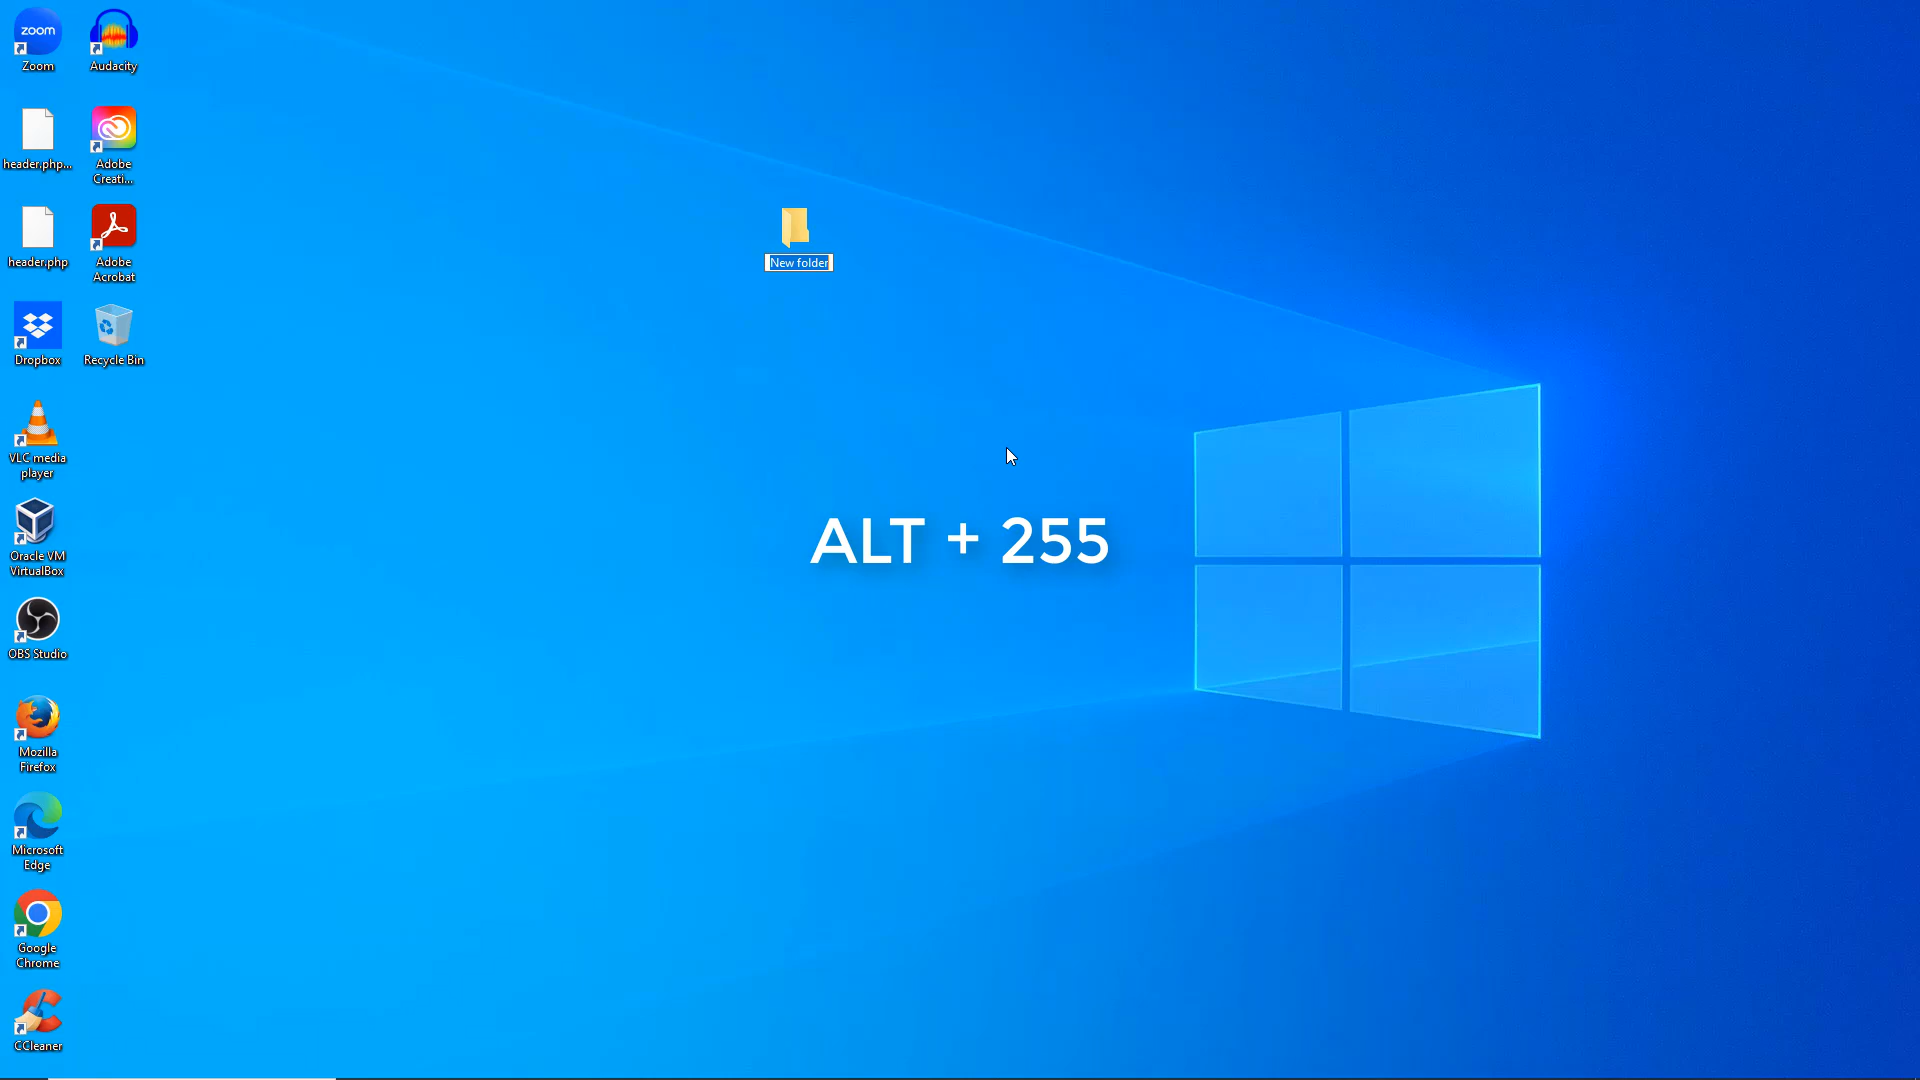 zoom
Zoom
Audacity
header.php...
Adobe
Creati...
header.php
Adobe
Acrobat
Dropbox
Recycle Bin
VLC media
player
Oracle VM
VirtualBox
OBS Studio
Mozilla
Firefox
Microsoft
Edge
Google
Chrome
CCleaner
New folder
ALT + 255